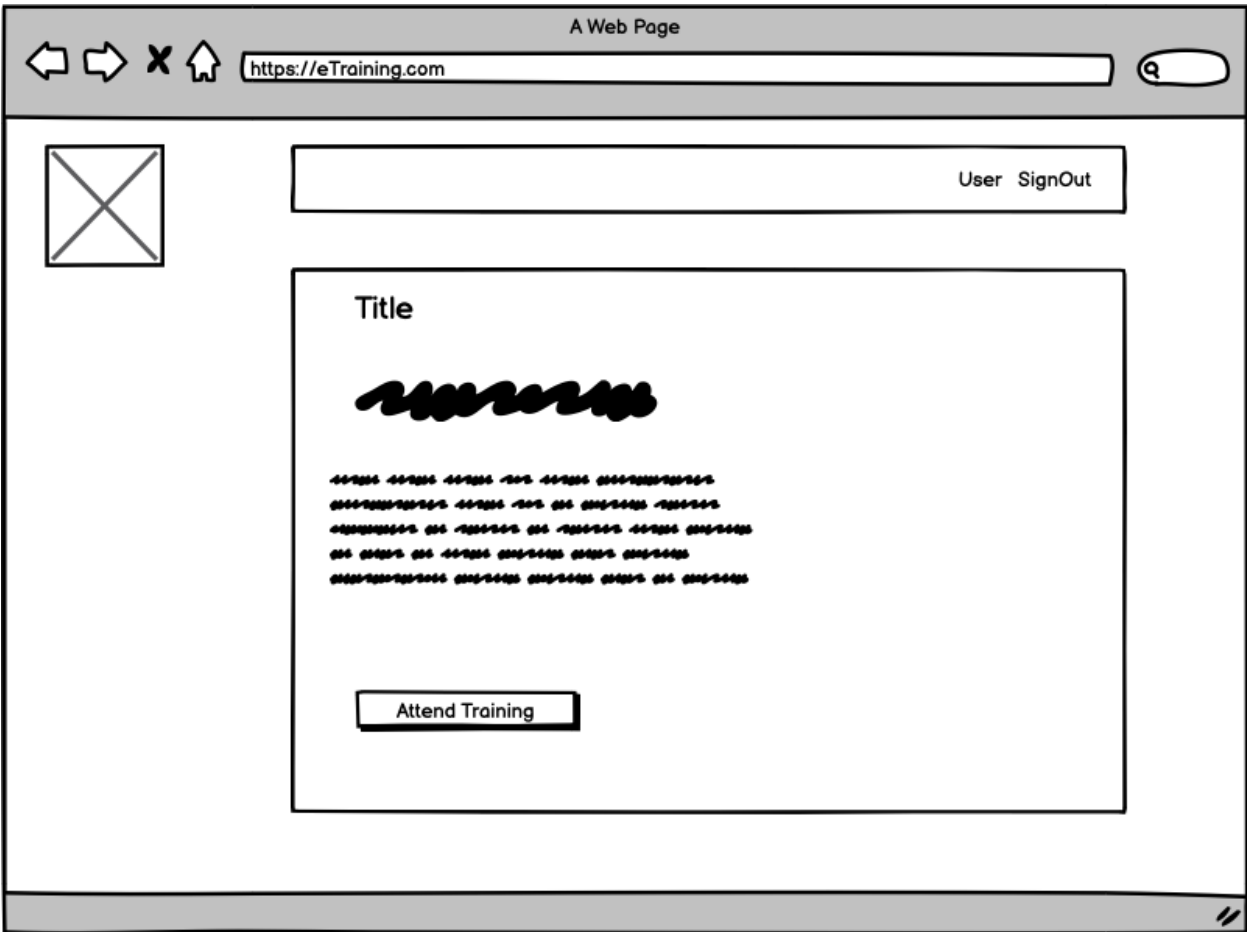 A Web Page
https://eTraining.com
User SignOut
Title
Attend Training